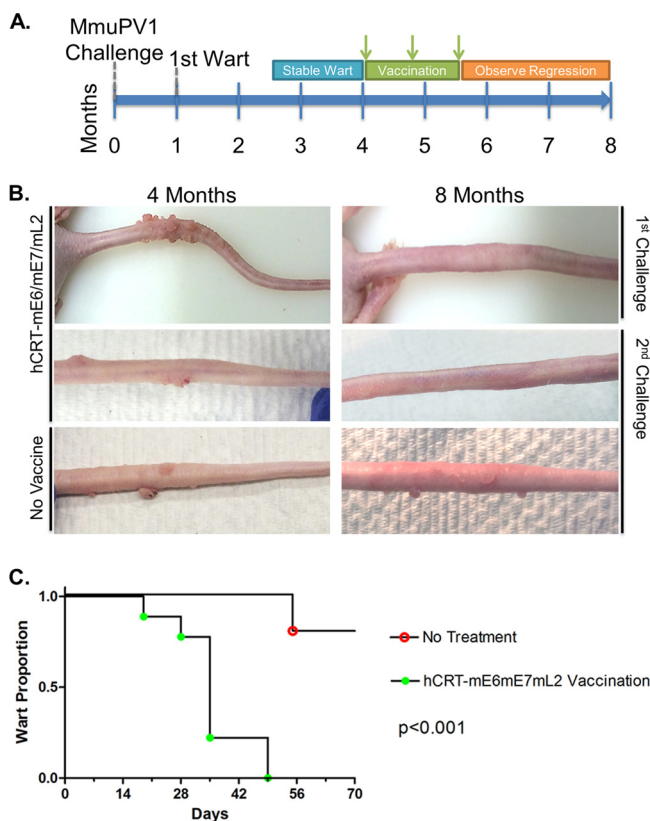 A.
MmuPV1
Challenge
1st Wart
Stable Wart
Vaccination
Observe Regression
Months
0 1 2 3 4 5 6 7 8
B.
4 Months
8 Months
hCRT-mE6/mE7/mL2
No Vaccine
1st Challenge
2nd Challenge
C.
Wart Proportion
1.0
0.5
0.0
0 14 28 42 56 70
Days
No Treatment
hCRT-mE6mE7mL2 Vaccination
p<0.001